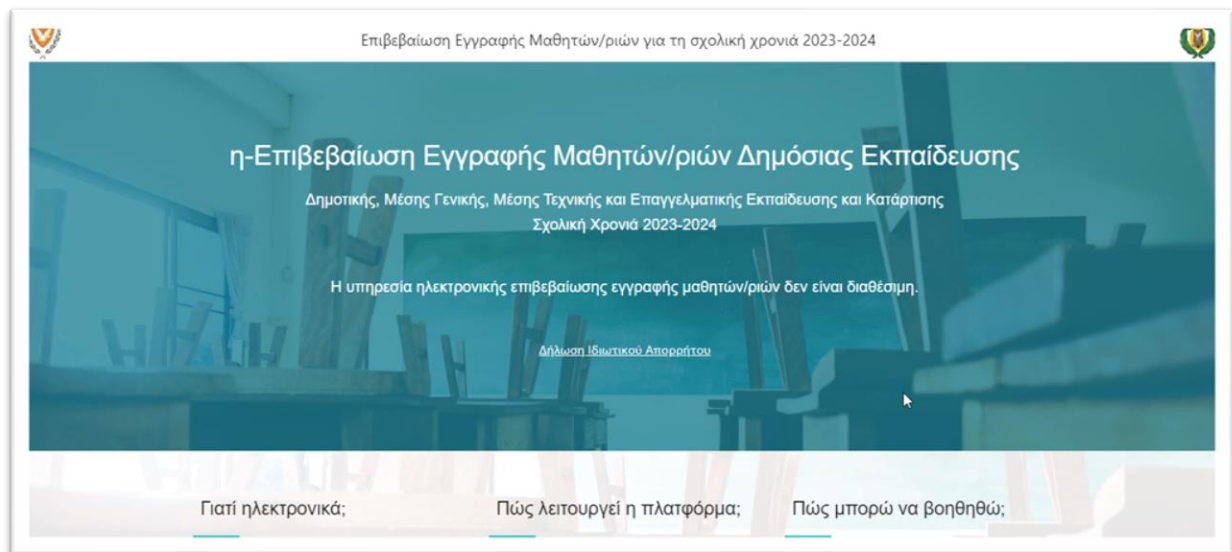 Επιβεβαίωση Εγγραφής Μαθητών/ριών για τη σχολική χρονιά 2023-2024
η-Επιβεβαίωση Εγγραφής Μαθητών/ριών Δημόσιας Εκπαίδευσης
Δημοτικής, Μέσης Γενικής, Μέσης Τεχνικής και Επαγγελματικής Εκπαίδευσης και Κατάρτισης
Σχολική Χρονιά 2023-2024
Η υπηρεσία ηλεκτρονικής επιβεβαίωσης εγγραφής μαθητών/ριών δεν είναι διαθέσιμη.
Δήλωση Ιδιωτικού Απορρήτου
Γιατί ηλεκτρονικά;
Πώς λειτουργεί η πλατφόρμα;
Πώς μπορώ να βοηθηθώ;